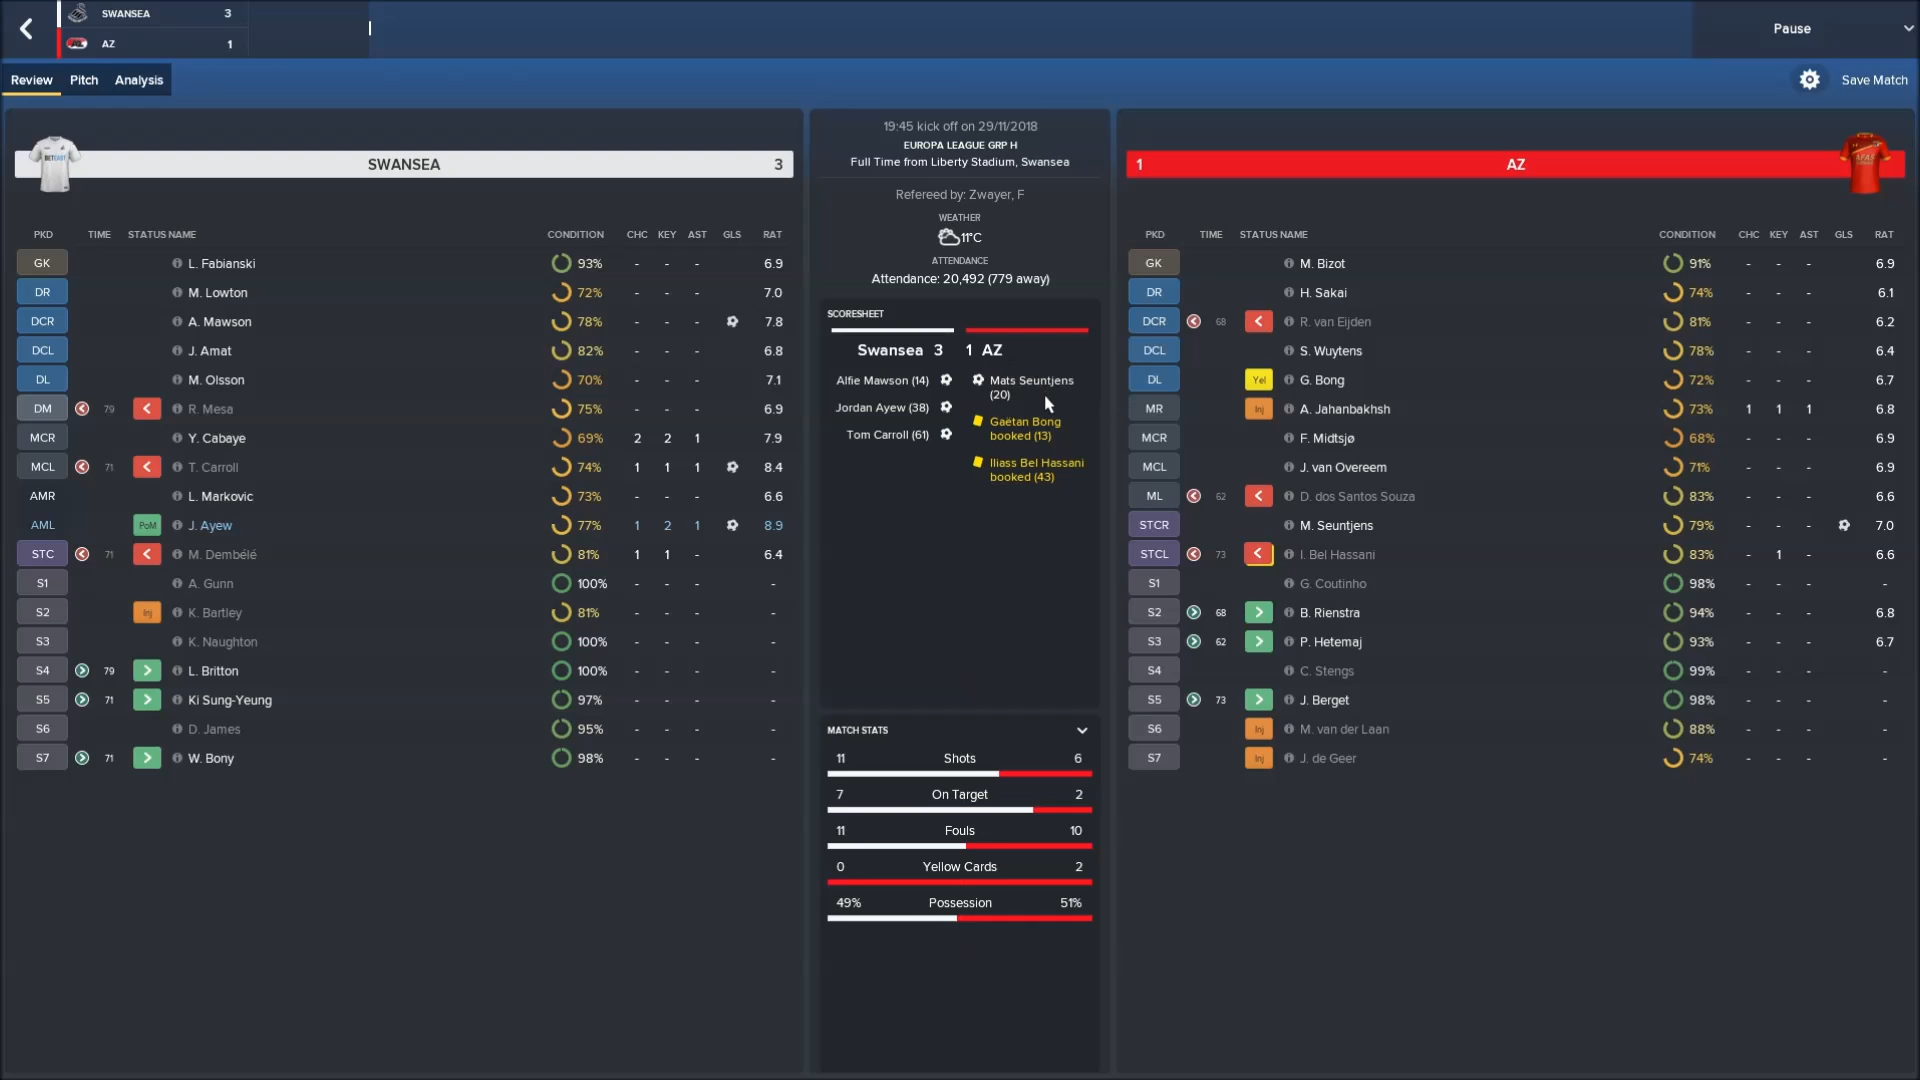 SWANSEA 3
AZ 1
Pause
Review Pitch Analysis
Save Match
SWANSEA 3
PKD TIME STATUS NAME CONDITION CHC KEY AST GLS RAT
GK L. Fabianski 93% - - - 6.9
DR M. Lowton 72% - - - 7.0
DCR A. Mawson 78% - - - 7.8
DCL J. Amat 82% - - - 6.8
DL M. Olsson 70% - - - 7.1
DM 79 R. Mesa 75% - - - 6.9
MCR Y. Cabaye 69% 2 2 1 7.9
MCL 71 T. Carroll 74% 1 1 1 8.4
AMR L. Markovic 73% - - - 6.6
AML PoM J. Ayew 77% 1 2 1 8.9
STC 71 M. Dembélé 81% 1 1 - 6.4
S1 A. Gunn 100% - - - -
S2 Inj K. Bartley 81% - - - -
S3 K. Naughton 100% - - - -
S4 79 L. Britton 100% - - - -
S5 71 Ki Sung-Yeung 97% - - - -
S6 D. James 95% - - - -
S7 71 W. Bony 98% - - - -
19:45 kick off on 29/11/2018
EUROPA LEAGUE GRP H
Full Time from Liberty Stadium, Swansea
Refereed by: Zwayer, F
WEATHER
11°C
ATTENDANCE
Attendance: 20,492 (779 away)
SCORESHEET
Swansea 3 1 AZ
Alfie Mawson (14)
Jordan Ayew (38)
Tom Carroll (61)
Mats Seuntjens
(20)
Gaëtan Bong
booked (13)
Iliass Bel Hassani
booked (43)
MATCH STATS
11 Shots 6
7 On Target 2
11 Fouls 10
0 Yellow Cards 2
49% Possession 51%
1 AZ
AFAS
PKD TIME STATUS NAME CONDITION CHC KEY AST GLS RAT
GK M. Bizot 91% - - - 6.9
DR H. Sakai 74% - - - 6.1
DCR 68 R. van Eijden 81% - - - 6.2
DCL S. Wuytens 78% - - - 6.4
DL Yel G. Bong 72% - - - 6.7
MR Inj A. Jahanbakhsh 73% 1 1 1 6.8
MCR F. Midtsjø 68% - - - 6.9
MCL J. van Overeem 71% - - - 6.9
ML 62 D. dos Santos Souza 83% - - - 6.6
STCR M. Seuntjens 79% - - - 7.0
STCL 73 I. Bel Hassani 83% - 1 - 6.6
S1 G. Coutinho 98% - - - -
S2 68 B. Rienstra 94% - - - 6.8
S3 62 P. Hetemaj 93% - - - 6.7
S4 C. Stengs 99% - - - -
S5 73 J. Berget 98% - - - -
S6 Inj M. van der Laan 88% - - - -
S7 Inj J. de Geer 74% - - - -